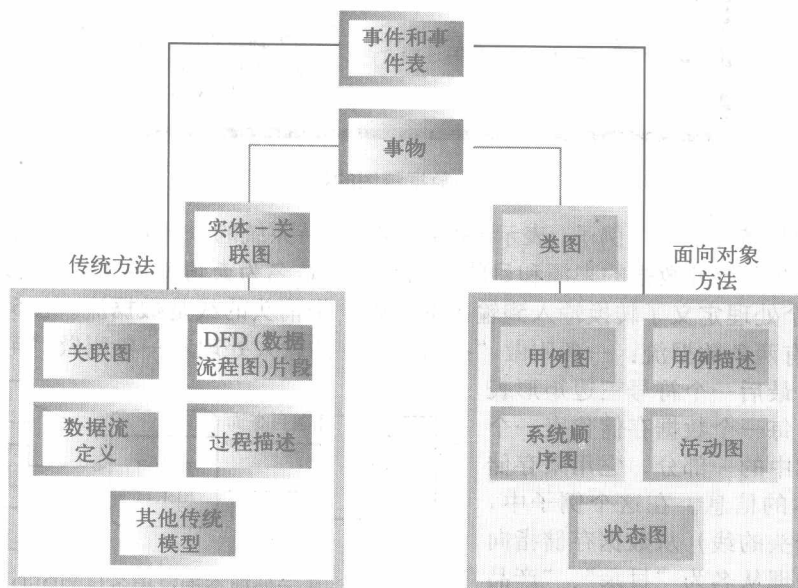 事件和事
件表
事物
实体－关
联图
类图
传统方法
面向对象
方法
关联图
DFD (数据
流程图)片段
数据流
定义
过程描述
其他传统
模型
用例图
用例描述
系统顺
序图
活动图
状态图